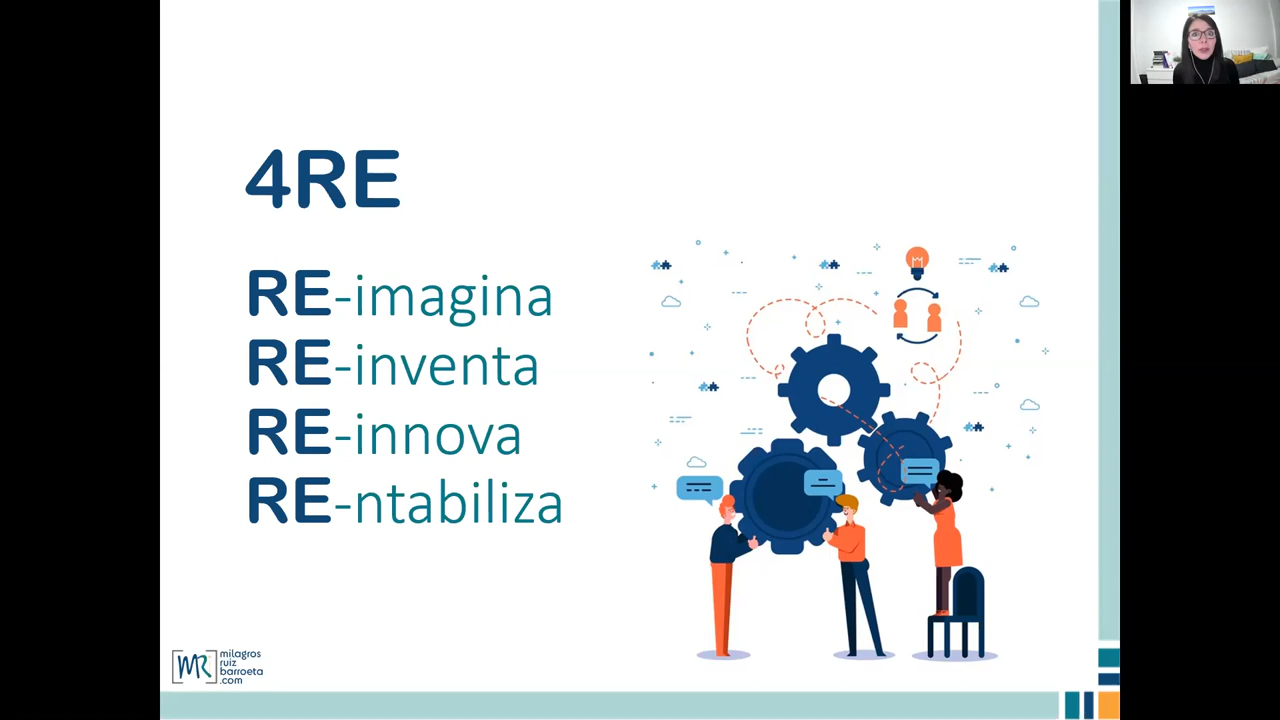 4RE
RE-imagina
RE-inventa
RE-innova
RE-ntabiliza
MR
milagros
ruiz
barroeta
.com